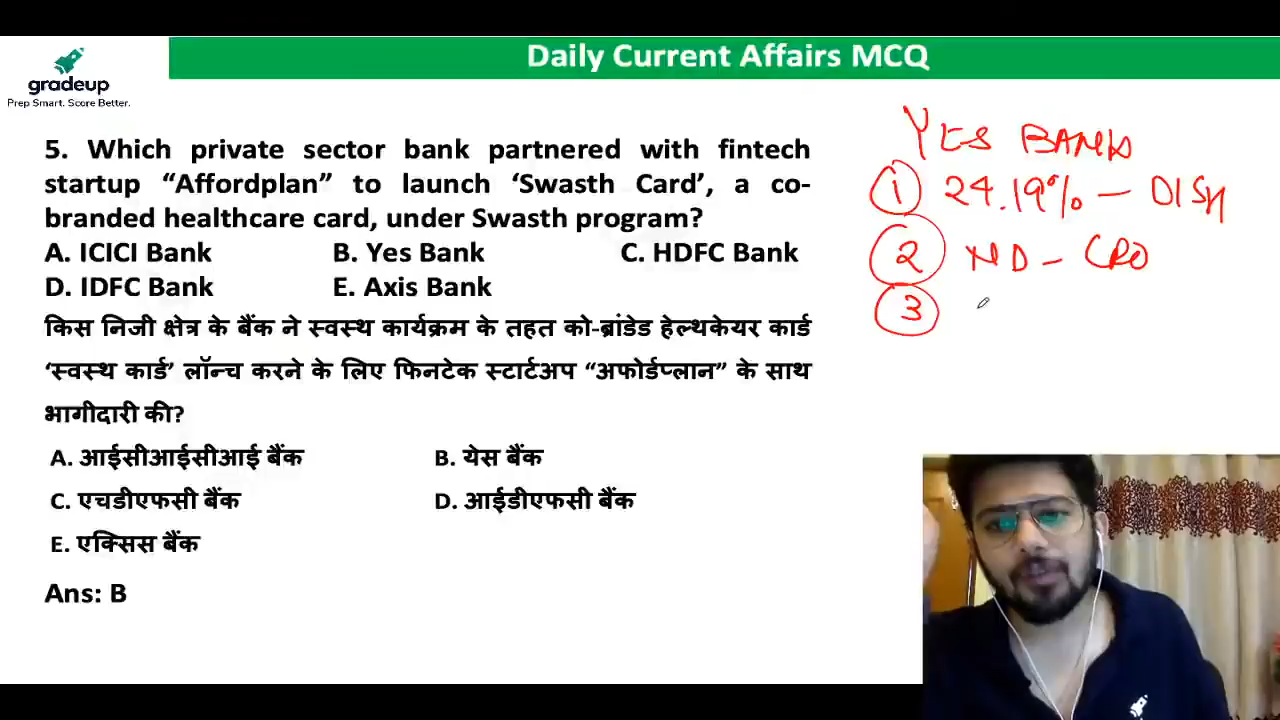 Daily Current Affairs MCQ
gradeup
Prep Smart. Score Better.
5. Which private sector bank partnered with fintech
startup “Affordplan” to launch ‘Swasth Card’, a co-
branded healthcare card, under Swasth program?
A. ICICI Bank B. Yes Bank C. HDFC Bank
D. IDFC Bank E. Axis Bank
किस निजी क्षेत्र के बैंक ने स्वस्थ कार्यक्रम के तहत को-ब्रांडेड हेल्थकेयर कार्ड
‘स्वस्थ कार्ड’ लॉन्च करने के लिए फिनटेक स्टार्टअप “अफोर्डप्लान” के साथ
भागीदारी की?
A. आईसीआईसीआई बैंक B. येस बैंक
C. एचडीएफसी बैंक D. आईडीएफसी बैंक
E. एक्सिस बैंक
Ans: B
YES BANK
1 24.19% - DISH
2 - CRO
3